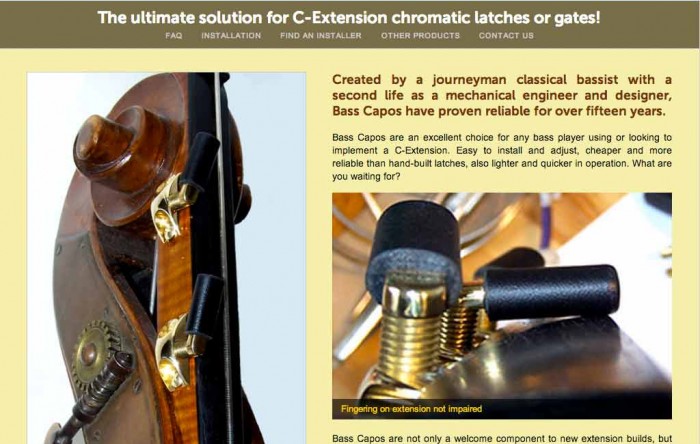 The ultimate solution for C-Extension chromatic latches or gates!
FAQ INSTALLATION FIND AN INSTALLER OTHER PRODUCTS CONTACT US
Created by a journeyman classical bassist with a
second life as a mechanical engineer and designer,
Bass Capos have proven reliable for over fifteen years.
Bass Capos are an excellent choice for any bass player using or looking to
implement a C-Extension. Easy to install and adjust, cheaper and more
reliable than hand-built latches, also lighter and quicker in operation. What are
you waiting for?
Fingering on extension not impaired
Bass Capos are not only a welcome component to new extension builds, but